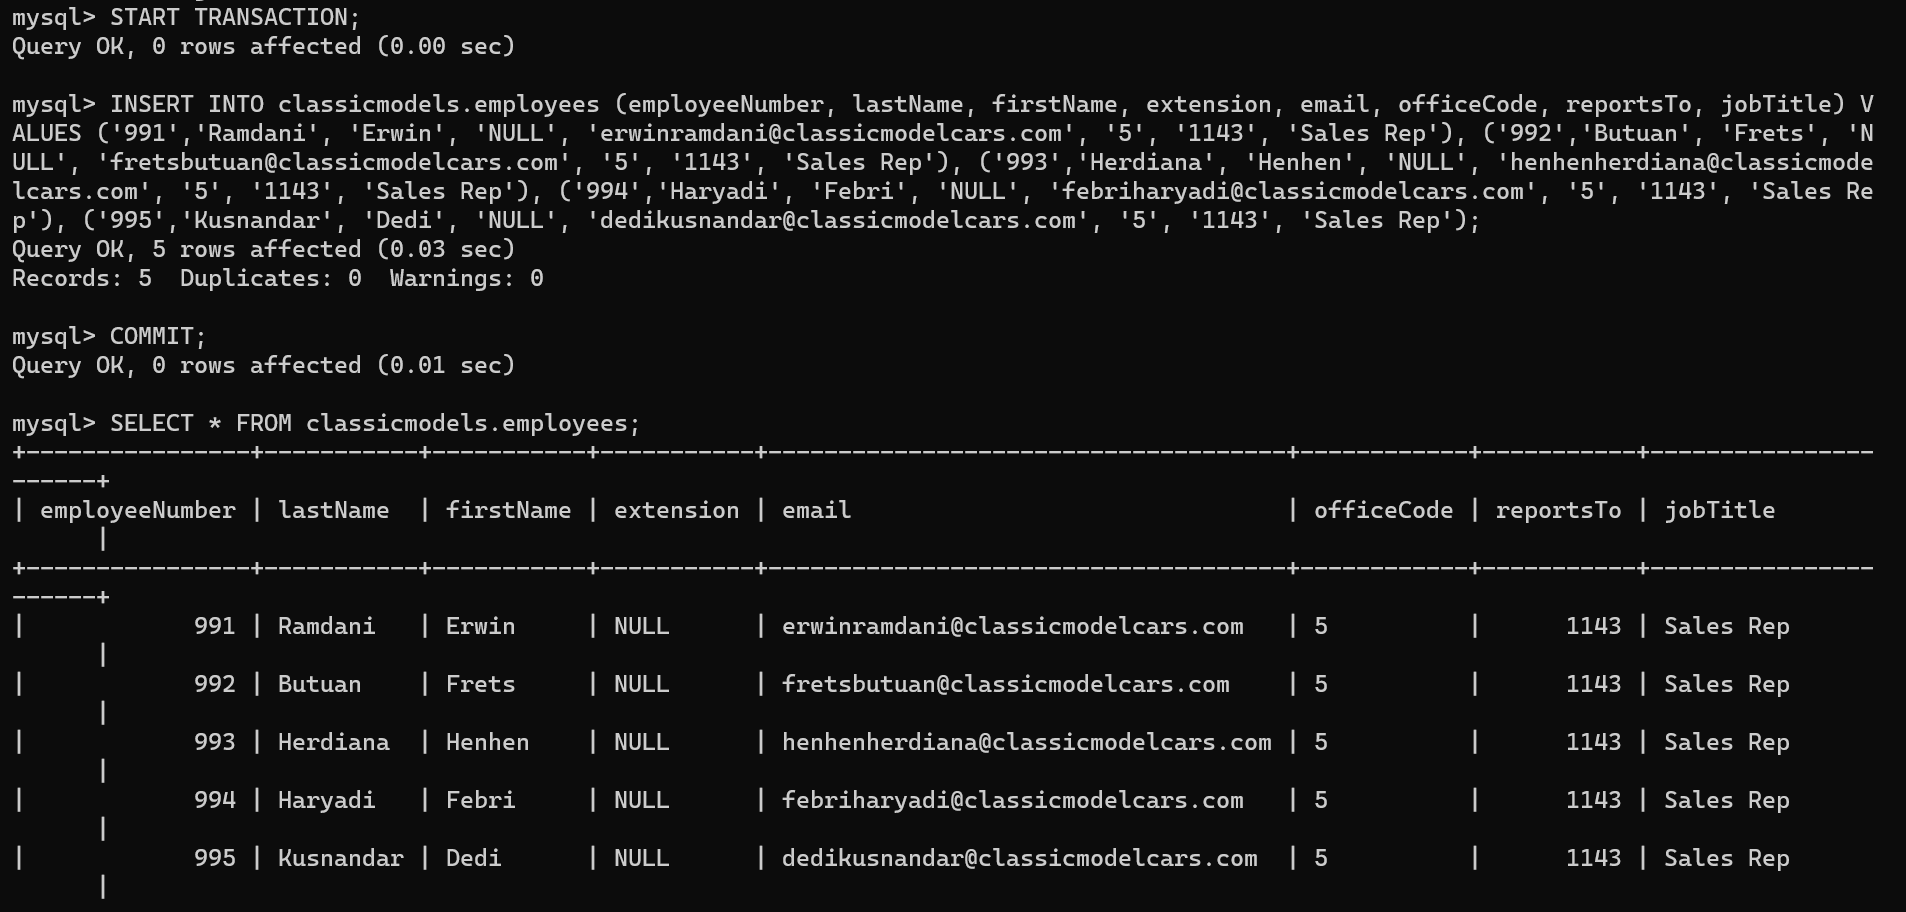 mysql> START TRANSACTION;
Query OK, 0 rows affected (0.00 sec)
mysql> INSERT INTO classicmodels.employees (employeeNumber, lastName, firstName, extension, email, officeCode, reportsTo, jobTitle) V
ALUES ('991','Ramdani', 'Erwin', 'NULL', 'erwinramdani@classicmodelcars.com', '5', '1143', 'Sales Rep'), ('992','Butuan', 'Frets', 'N
ULL', 'fretsbutuan@classicmodelcars.com', '5', '1143', 'Sales Rep'), ('993','Herdiana', 'Henhen', 'NULL', 'henhenherdiana@classicmode
lcars.com', '5', '1143', 'Sales Rep'), ('994','Haryadi', 'Febri', 'NULL', 'febriharyadi@classicmodelcars.com', '5', '1143', 'Sales Re
p'), ('995','Kusnandar', 'Dedi', 'NULL', 'dedikusnandar@classicmodelcars.com', '5', '1143', 'Sales Rep');
Query OK, 5 rows affected (0.03 sec)
Records: 5  Duplicates: 0  Warnings: 0
mysql> COMMIT;
Query OK, 0 rows affected (0.01 sec)
mysql> SELECT * FROM classicmodels.employees;
+----------------+-----------+-----------+-----------+-------------------------------------+------------+-----------+----------------
------+
| employeeNumber | lastName  | firstName | extension | email                               | officeCode | reportsTo | jobTitle
      |
+----------------+-----------+-----------+-----------+-------------------------------------+------------+-----------+----------------
------+
|            991 | Ramdani   | Erwin     | NULL      | erwinramdani@classicmodelcars.com   | 5          |      1143 | Sales Rep
      |
|            992 | Butuan    | Frets     | NULL      | fretsbutuan@classicmodelcars.com    | 5          |      1143 | Sales Rep
      |
|            993 | Herdiana  | Henhen    | NULL      | henhenherdiana@classicmodelcars.com | 5          |      1143 | Sales Rep
      |
|            994 | Haryadi   | Febri     | NULL      | febriharyadi@classicmodelcars.com   | 5          |      1143 | Sales Rep
      |
|            995 | Kusnandar | Dedi      | NULL      | dedikusnandar@classicmodelcars.com  | 5          |      1143 | Sales Rep
      |